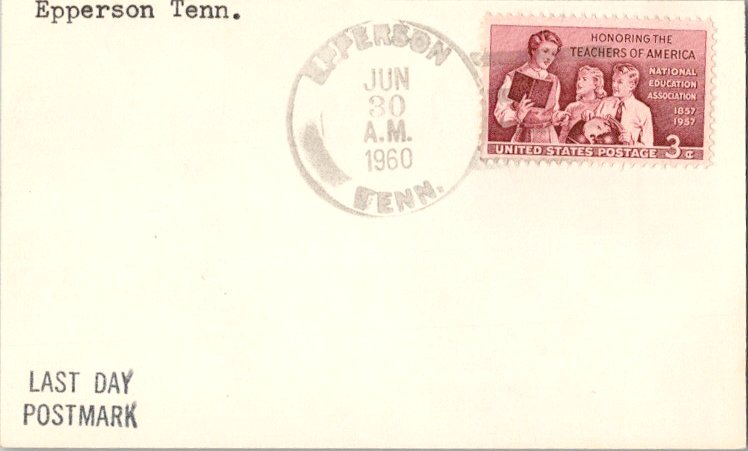 Epperson Tenn.
EPPERSON
JUN
30
A.M.
1960
TENN.
HONORING THE
TEACHERS OF AMERICA
NATIONAL
EDUCATION
ASSOCIATION
1857
1957
UNITED STATES POSTAGE 3¢
LAST DAY
POSTMARK